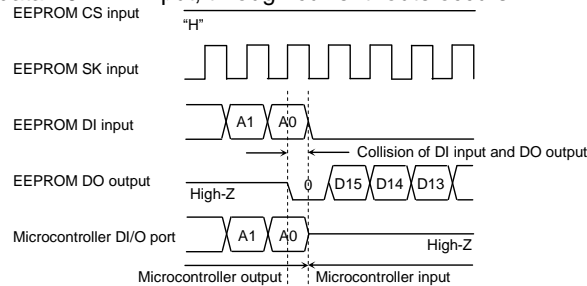 EEPROM CS input
"H"
EEPROM SK input
EEPROM DI input
A1
A0
Collision of DI input and DO output
EEPROM DO output
High-Z
0
D15
D14
D13
Microcontroller DI/O port
A1
A0
High-Z
Microcontroller output
Microcontroller input